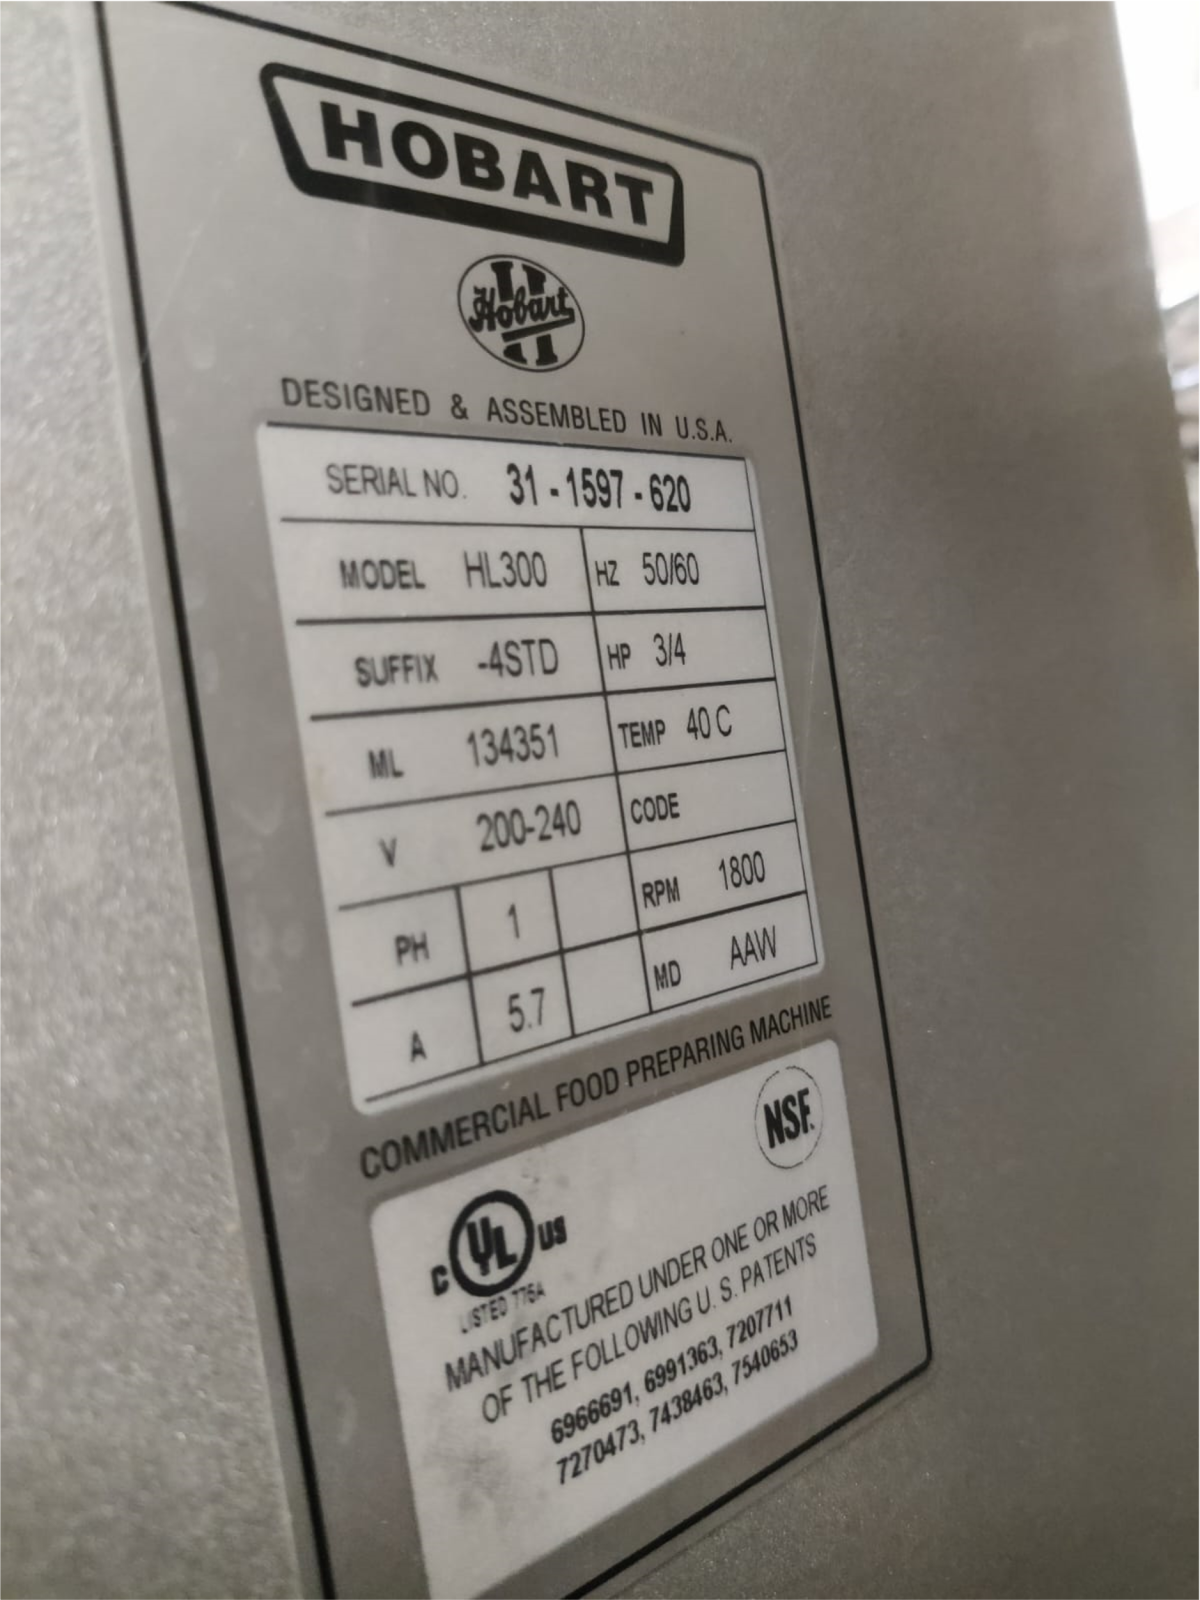 HOBART
Hobart
DESIGNED & ASSEMBLED IN U.S.A.
SERIAL NO. 31-1597-620
MODEL HL300 HZ 50/60
SUFFIX -4STD HP 3/4
ML 134351 TEMP 40 C
V 200-240 CODE
PH 1 RPM 1800
A 5.7 MD AAW
COMMERCIAL FOOD PREPARING MACHINE
NSF.
C UL US
LISTED 776A
MANUFACTURED UNDER ONE OR MORE
OF THE FOLLOWING U. S. PATENTS
6966691, 6991363, 7207711
7270473, 7438463, 7540653